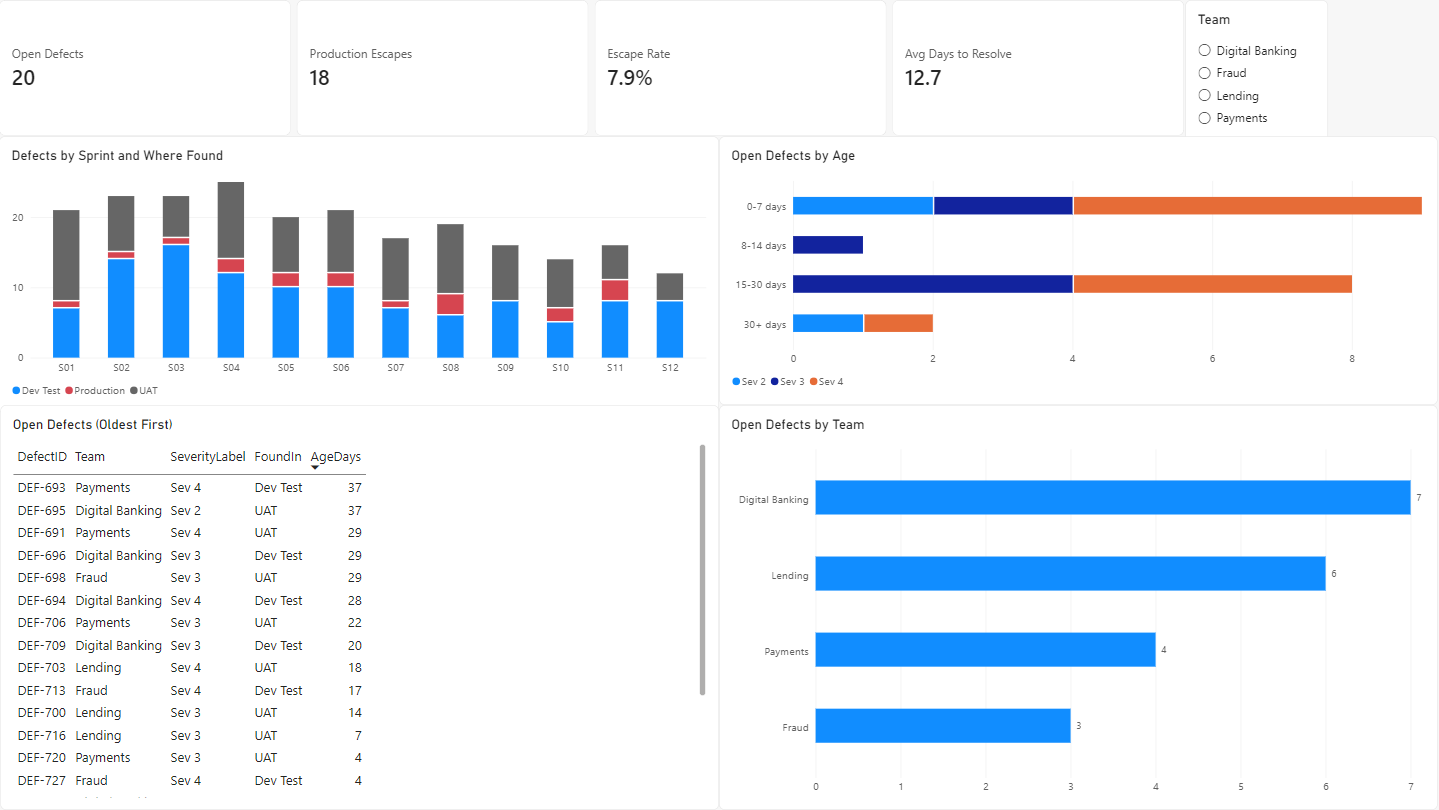 Open Defects
20
Production Escapes
18
Escape Rate
7.9%
Avg Days to Resolve
12.7
Team
Digital Banking
Fraud
Lending
Payments
Defects by Sprint and Where Found
20
10
0
S01 S02 S03 S04 S05 S06 S07 S08 S09 S10 S11 S12
Dev Test Production UAT
Open Defects by Age
0-7 days
8-14 days
15-30 days
30+ days
0 2 4 6 8
Sev 2 Sev 3 Sev 4
Open Defects (Oldest First)
DefectID Team SeverityLabel FoundIn AgeDays
DEF-693 Payments Sev 4 Dev Test 37
DEF-695 Digital Banking Sev 2 UAT 37
DEF-691 Payments Sev 4 UAT 29
DEF-696 Digital Banking Sev 3 Dev Test 29
DEF-698 Fraud Sev 3 UAT 29
DEF-694 Digital Banking Sev 4 Dev Test 28
DEF-706 Payments Sev 3 UAT 22
DEF-709 Digital Banking Sev 3 Dev Test 20
DEF-703 Lending Sev 4 UAT 18
DEF-713 Fraud Sev 4 Dev Test 17
DEF-700 Lending Sev 3 UAT 14
DEF-716 Lending Sev 3 UAT 7
DEF-720 Payments Sev 3 UAT 4
DEF-727 Fraud Sev 4 Dev Test 4
Open Defects by Team
Digital Banking 7
Lending 6
Payments 4
Fraud 3
0 1 2 3 4 5 6 7